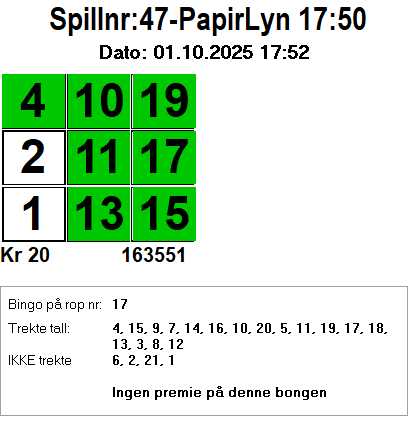 Spillnr:47-PapirLyn 17:50
Dato: 01.10.2025 17:52
4 10 19
2 11 17
1 13 15
Kr 20 163551
Bingo på rop nr: 17
Trekte tall: 4, 15, 9, 7, 14, 16, 10, 20, 5, 11, 19, 17, 18,
13, 3, 8, 12
IKKE trekte 6, 2, 21, 1
Ingen premie på denne bongen